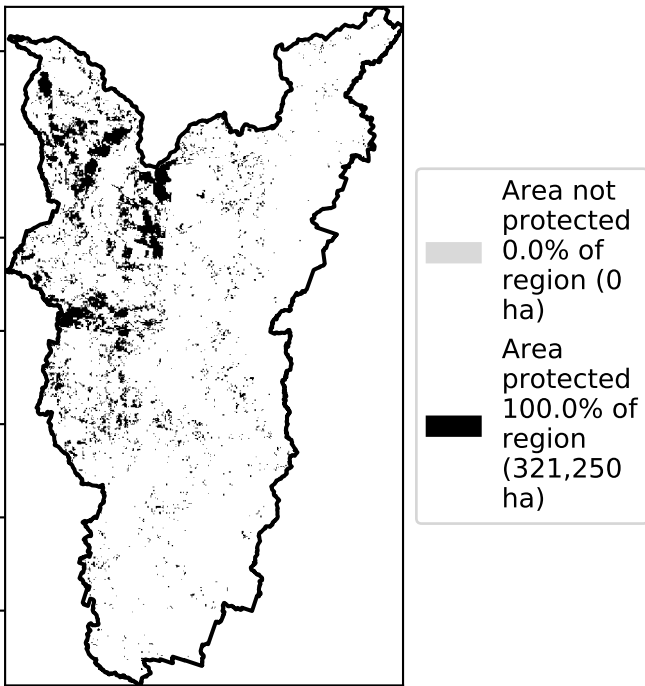 Area not
protected
0.0% of
region (0
ha)
Area
protected
100.0% of
region
(321,250
ha)